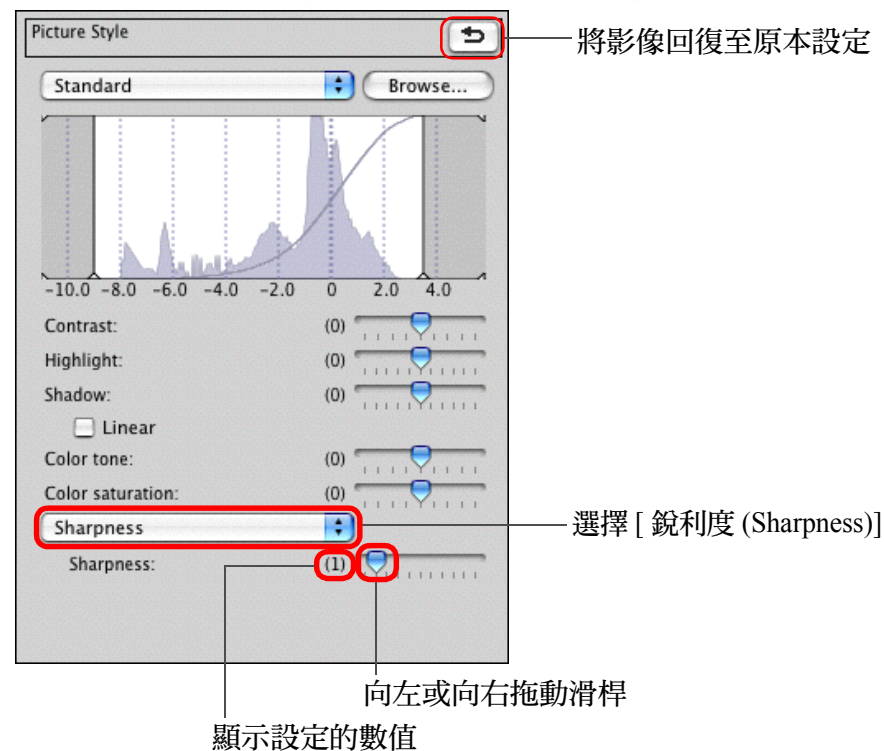 Picture Style
將影像回復至原本設定
Standard
Browse...
-10.0 -8.0 -6.0 -4.0 -2.0 0 2.0 4.0
Contrast: (0)
Highlight: (0)
Shadow: (0)
Linear
Color tone: (0)
Color saturation: (0)
Sharpness
選擇 [ 銳利度 (Sharpness)]
Sharpness: (1)
向左或向右拖動滑桿
顯示設定的數值